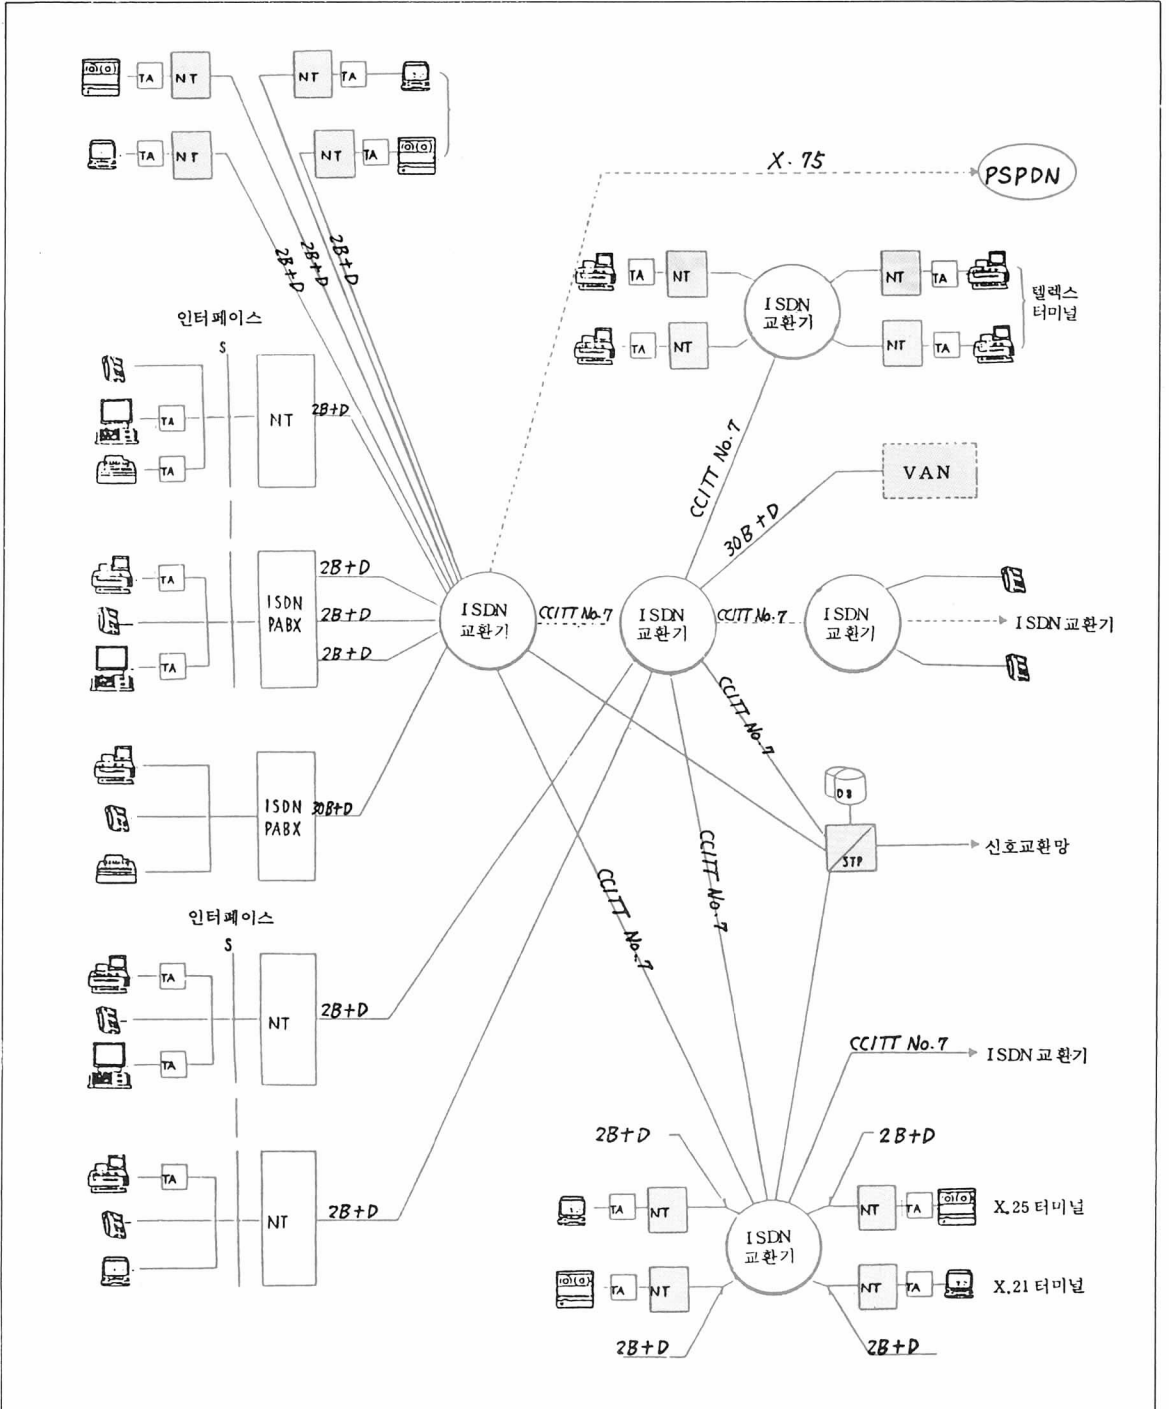 TA NT
NT TA
TA NT
NT TA
X.75
PSPDN
2B+D
2B+D
2B+D
TA NT
ISDN
교환기
NT TA
TA NT
NT TA
텔렉스
터미널
인터페이스
S
TA
TA
NT
2B+D
CCITT No.7
VAN
30B+D
TA
TA
ISDN
PABX
2B+D
2B+D
2B+D
ISDN
교환기
CCITT No.7
ISDN
교환기
CCITT No.7
ISDN
교환기
ISDN 교환기
CCITT No.7
ISDN
PABX
30B+D
DB
STP
신호교환망
CCITT No.7
CCITT No.7
인터페이스
S
TA
TA
NT
2B+D
CCITT No.7
ISDN 교환기
TA
NT
2B+D
2B+D
2B+D
TA NT
NT TA
X.25 터미널
ISDN
교환기
TA NT
NT TA
X.21 터미널
2B+D
2B+D